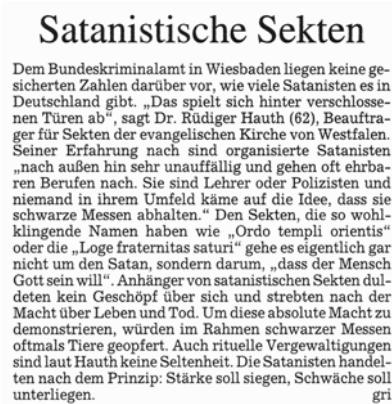 Satanistische Sekten
Dem Bundeskriminalamt in Wiesbaden liegen keine ge-
sicherten Zahlen darüber vor, wie viele Satanisten es in
Deutschland gibt. „Das spielt sich hinter verschlosse-
nen Türen ab“, sagt Dr. Rüdiger Hauth (62), Beauftra-
ger für Sekten der evangelischen Kirche von Westfalen.
Seiner Erfahrung nach sind organisierte Satanisten
„nach außen hin sehr unauffällig und gehen oft ehrba-
ren Berufen nach. Sie sind Lehrer oder Polizisten und
niemand in ihrem Umfeld käme auf die Idee, dass sie
schwarze Messen abhalten.“ Den Sekten, die so wohl-
klingende Namen haben wie „Ordo templi orientis“
oder die „Loge fraternitas saturi“ gehe es eigentlich gar
nicht um den Satan, sondern darum, „dass der Mensch
Gott sein will“. Anhänger von satanistischen Sekten dul-
deten kein Geschöpf über sich und strebten nach der
Macht über Leben und Tod. Um diese absolute Macht zu
demonstrieren, würden im Rahmen schwarzer Messen
oftmals Tiere geopfert. Auch rituelle Vergewaltigungen
sind laut Hauth keine Seltenheit. Die Satanisten handel-
ten nach dem Prinzip: Stärke soll siegen, Schwäche soll
unterliegen. gri